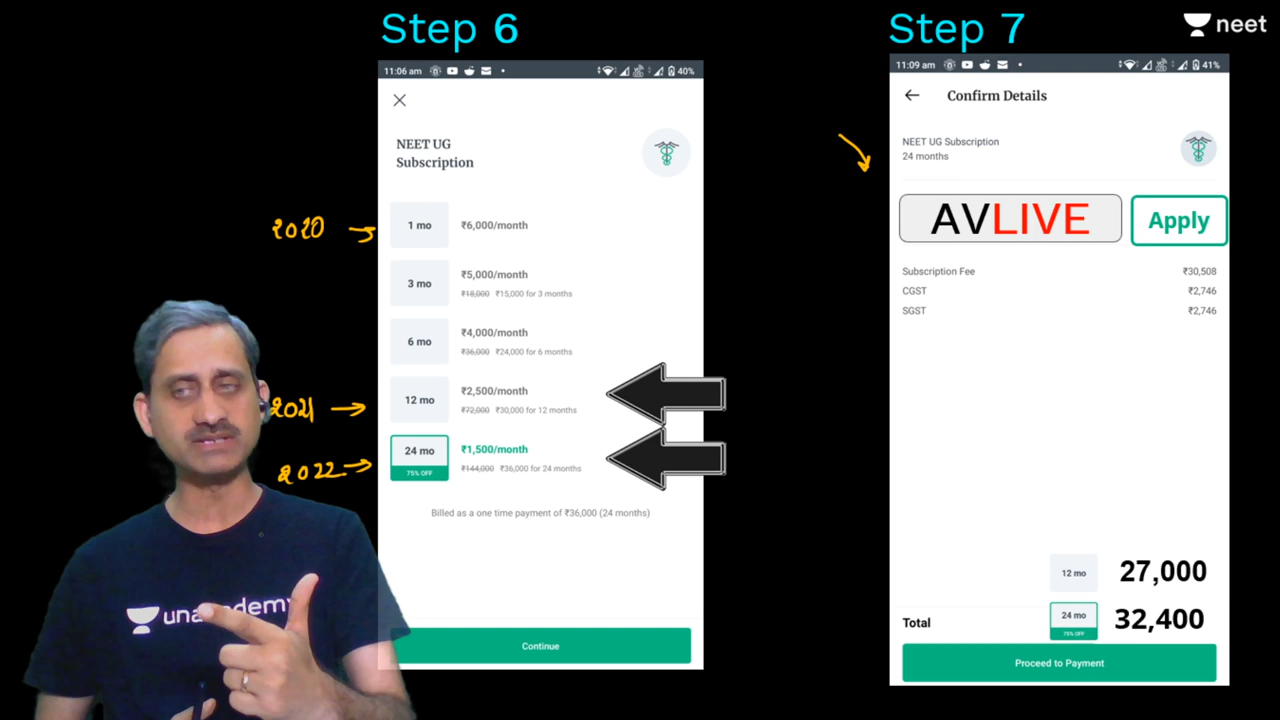 Step 6
11:06 am
40%
NEET UG
Subscription
1 mo
₹6,000/month
3 mo
₹5,000/month
₹18,000 ₹15,000 for 3 months
6 mo
₹4,000/month
₹36,000 ₹24,000 for 6 months
12 mo
₹2,500/month
₹72,000 ₹30,000 for 12 months
24 mo
75% OFF
₹1,500/month
₹144,000 ₹36,000 for 24 months
Billed as a one time payment of ₹36,000 (24 months)
Continue
2020
2021
2022
Step 7
neet
11:09 am
41%
Confirm Details
NEET UG Subscription
24 months
AVLIVE
Apply
Subscription Fee ₹30,508
CGST ₹2,746
SGST ₹2,746
12 mo 27,000
Total
24 mo
75% OFF
32,400
Proceed to Payment